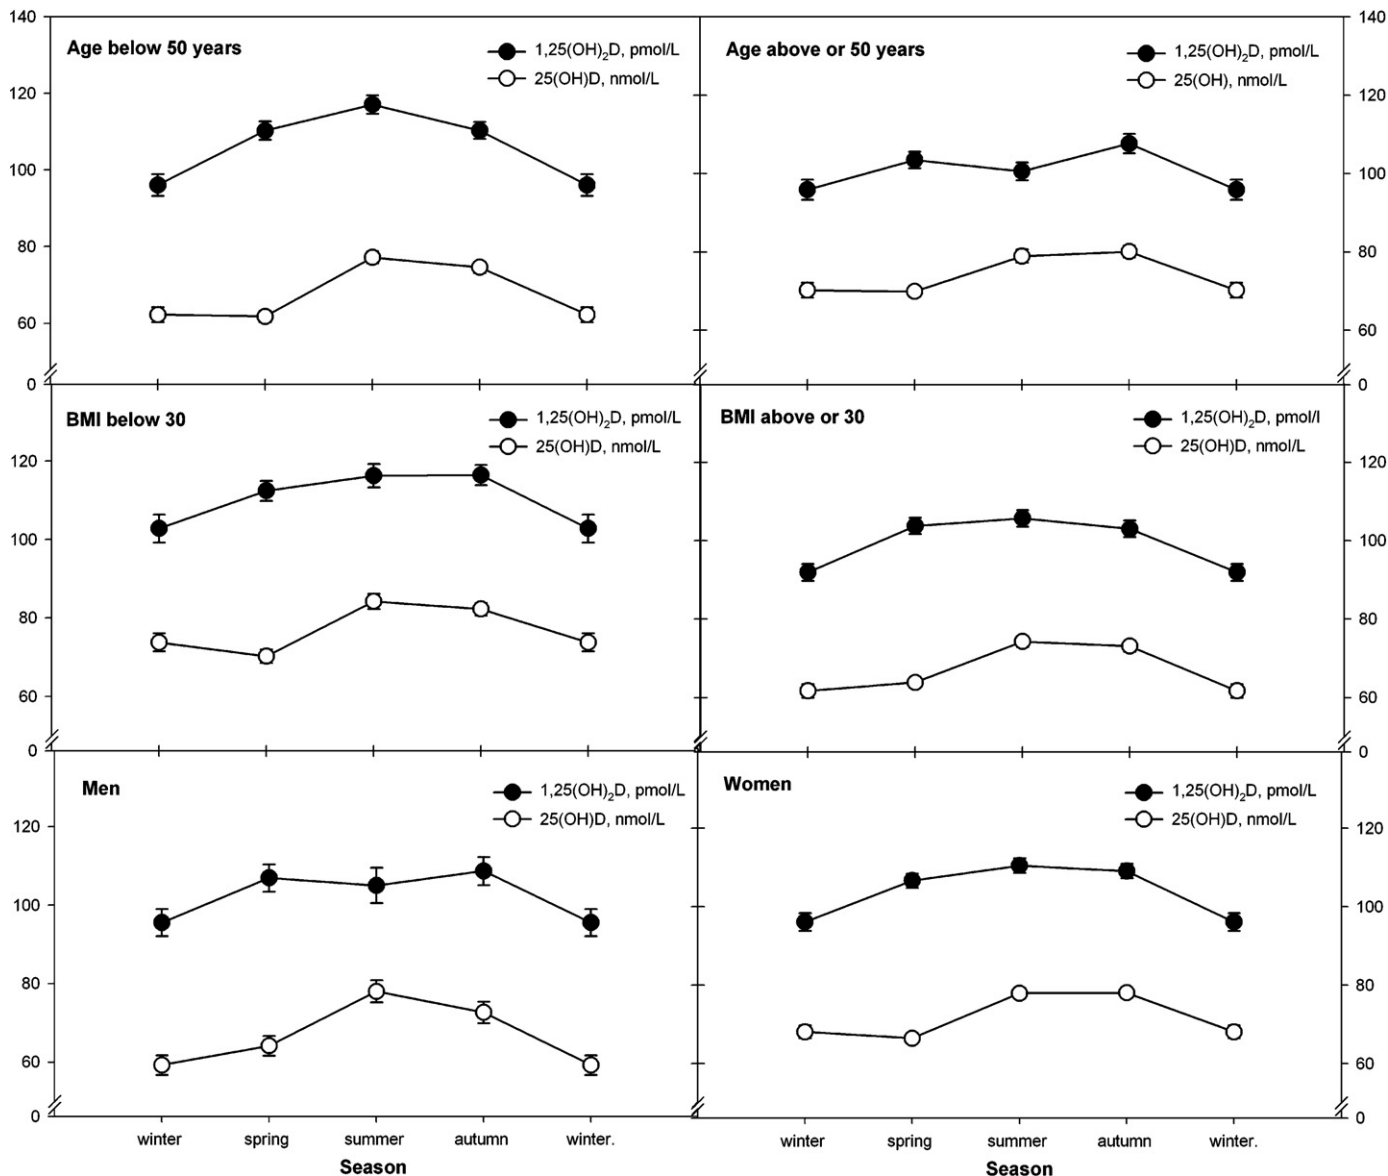 140
120
100
80
60
0
Age below 50 years
1,25(OH)₂D, pmol/L
25(OH)D, nmol/L
Age above or 50 years
1,25(OH)₂D, pmol/L
25(OH), nmol/L
140
120
100
80
60
0
120
100
80
60
0
BMI below 30
1,25(OH)₂D, pmol/L
25(OH)D, nmol/L
BMI above or 30
1,25(OH)₂D, pmol/l
25(OH)D, nmol/L
120
100
80
60
0
120
100
80
60
0
Men
1,25(OH)₂D, pmol/L
25(OH)D, nmol/L
Women
1,25(OH)₂D, pmol/L
25(OH)D, nmol/L
120
100
80
60
0
winter spring summer autumn winter.
Season
winter spring summer autumn winter.
Season